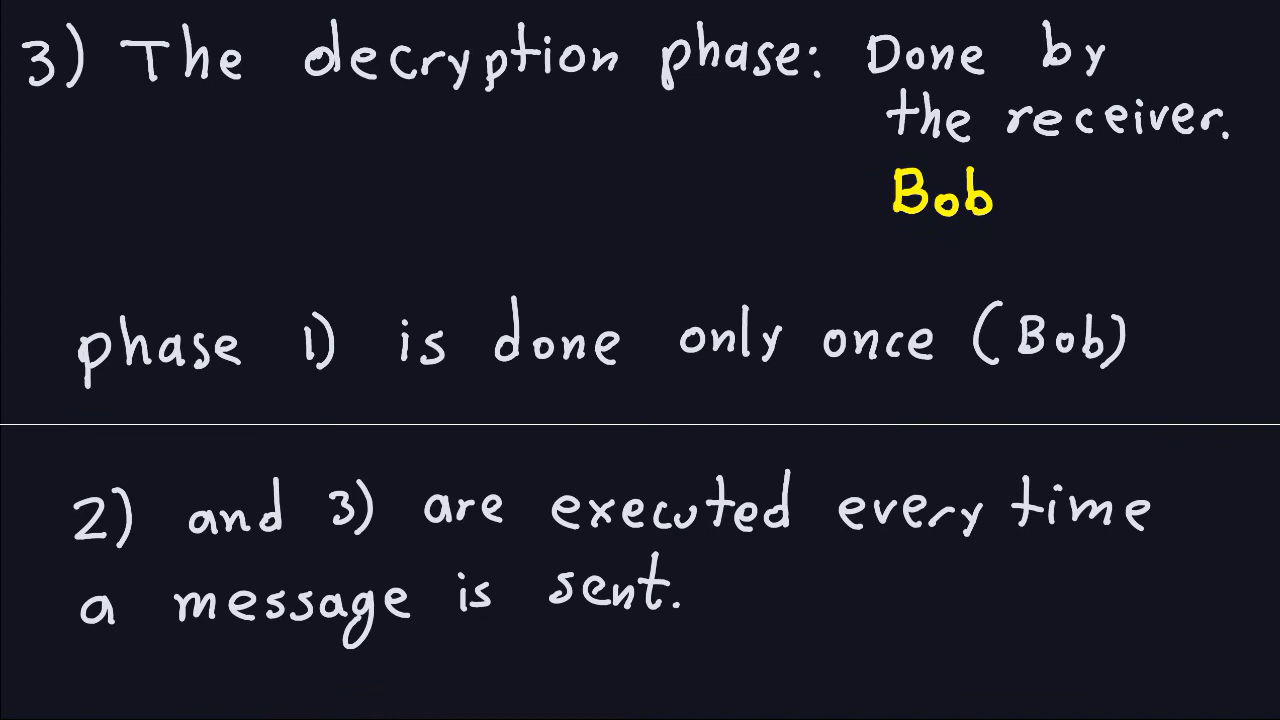 3) The decryption phase: Done by
the receiver.
Bob
phase 1) is done only once (Bob)
2) and 3) are executed every time
a message is sent.